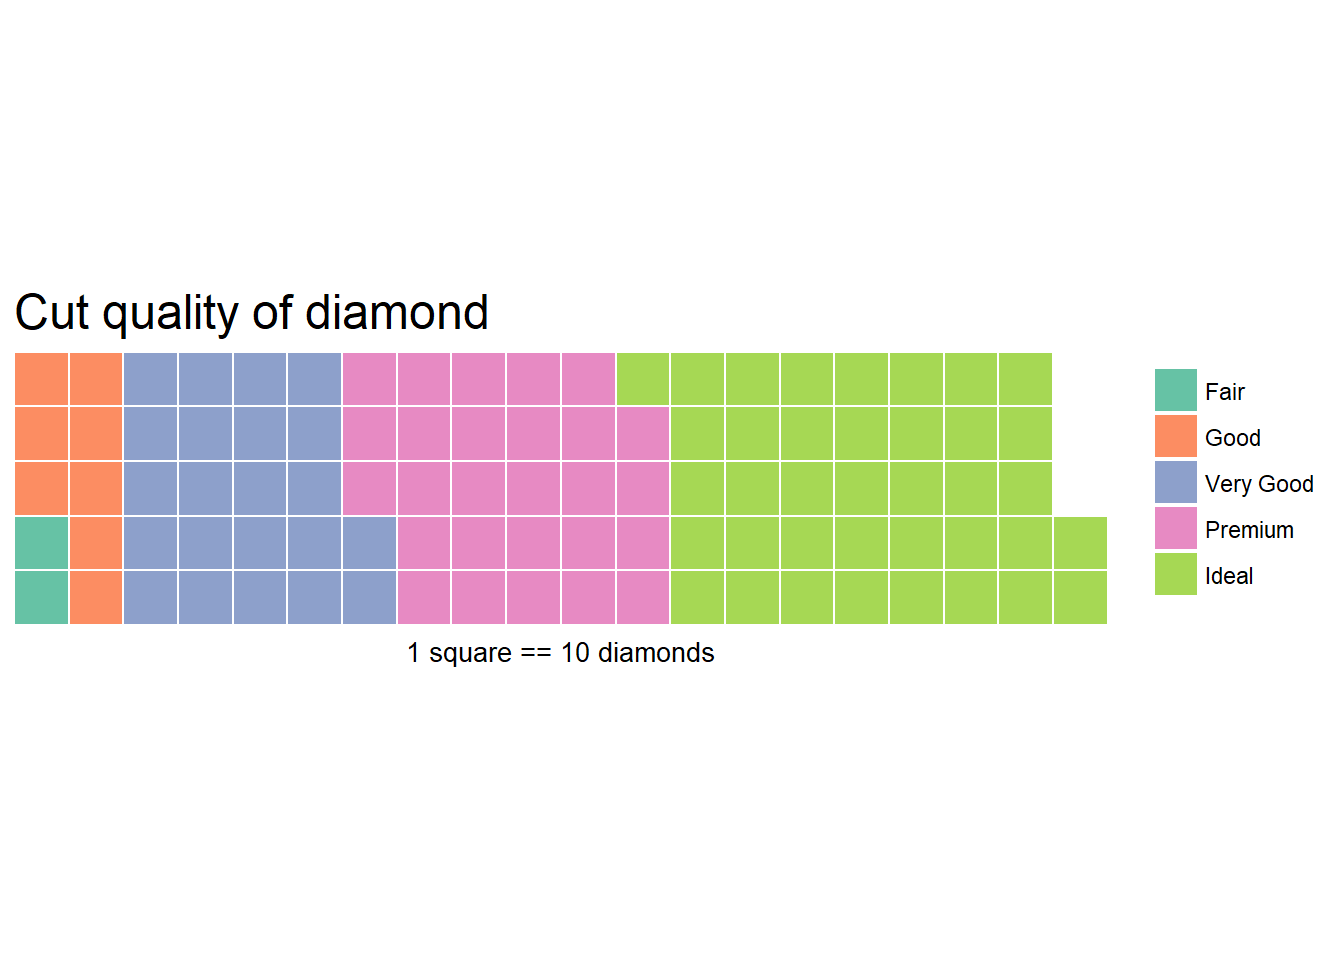 Cut quality of diamond
Fair
Good
Very Good
Premium
Ideal
1 square == 10 diamonds